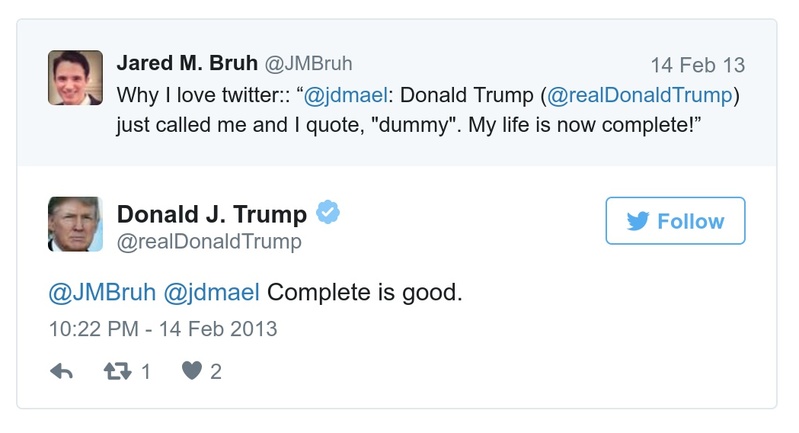 Jared M. Bruh @JMBruh 14 Feb 13
Why I love twitter:: “@jdmael: Donald Trump (@realDonaldTrump)
just called me and I quote, "dummy". My life is now complete!”
Donald J. Trump
@realDonaldTrump
Follow
@JMBruh @jdmael Complete is good.
10:22 PM - 14 Feb 2013
1 2